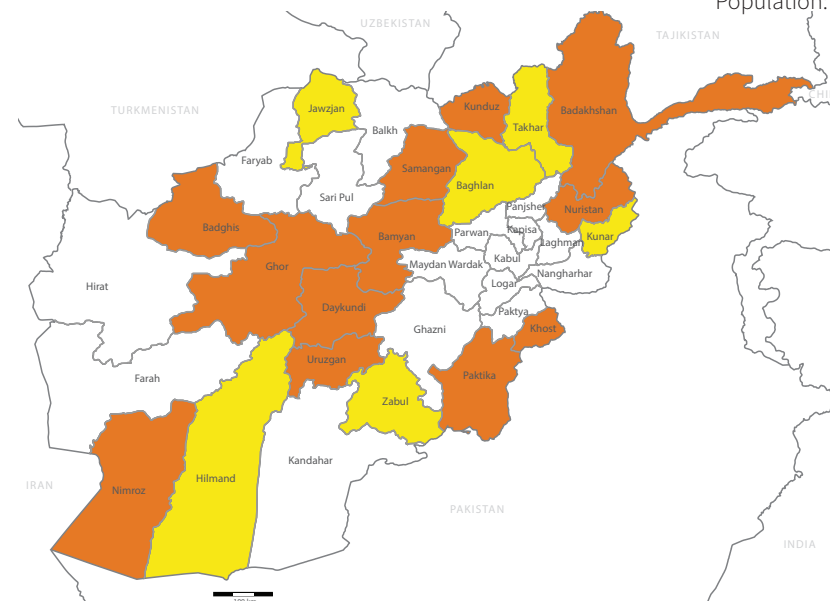 Population:
UZBEKISTAN
TAJIKISTAN
TURKMENISTAN
Jawzjan
Kunduz
Badakhshan
Takhar
Balkh
Faryab
Samangan
Baghlan
Sari Pul
Panjsher
Nuristan
Badghis
Bamyan
Parwan
Kapisa
Laghman
Kunar
Kabul
Ghor
Maydan Wardak
Nangharhar
Hirat
Logar
Daykundi
Paktya
Ghazni
Khost
Uruzgan
Farah
Paktika
Zabul
Kandahar
Hilmand
Nimroz
IRAN
PAKISTAN
INDIA
100 km